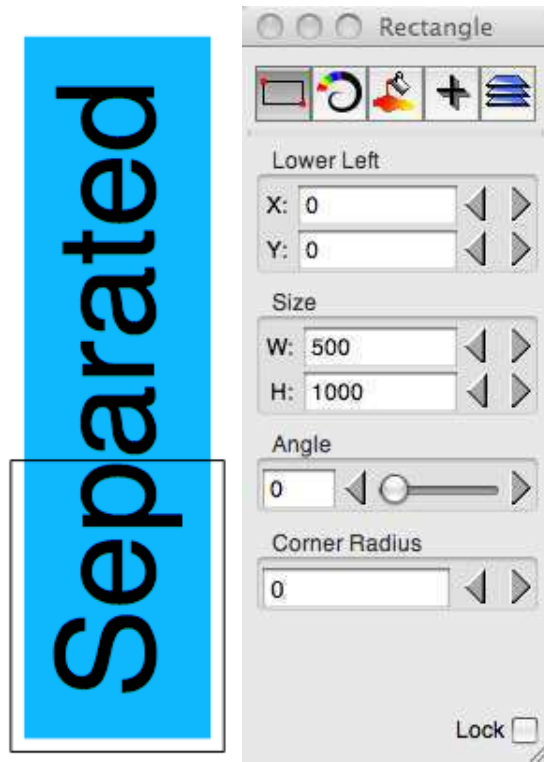 Separated
Rectangle
Lower Left
X: 0
Y: 0
Size
W: 500
H: 1000
Angle
0
Corner Radius
0
Lock